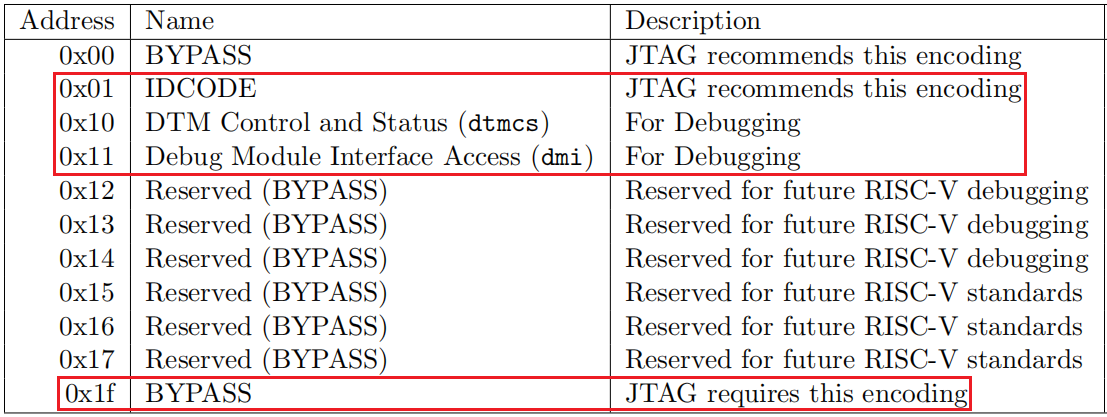 Address Name Description
0x00 BYPASS JTAG recommends this encoding
0x01 IDCODE JTAG recommends this encoding
0x10 DTM Control and Status (dtmcs) For Debugging
0x11 Debug Module Interface Access (dmi) For Debugging
0x12 Reserved (BYPASS) Reserved for future RISC-V debugging
0x13 Reserved (BYPASS) Reserved for future RISC-V debugging
0x14 Reserved (BYPASS) Reserved for future RISC-V debugging
0x15 Reserved (BYPASS) Reserved for future RISC-V standards
0x16 Reserved (BYPASS) Reserved for future RISC-V standards
0x17 Reserved (BYPASS) Reserved for future RISC-V standards
0x1f BYPASS JTAG requires this encoding